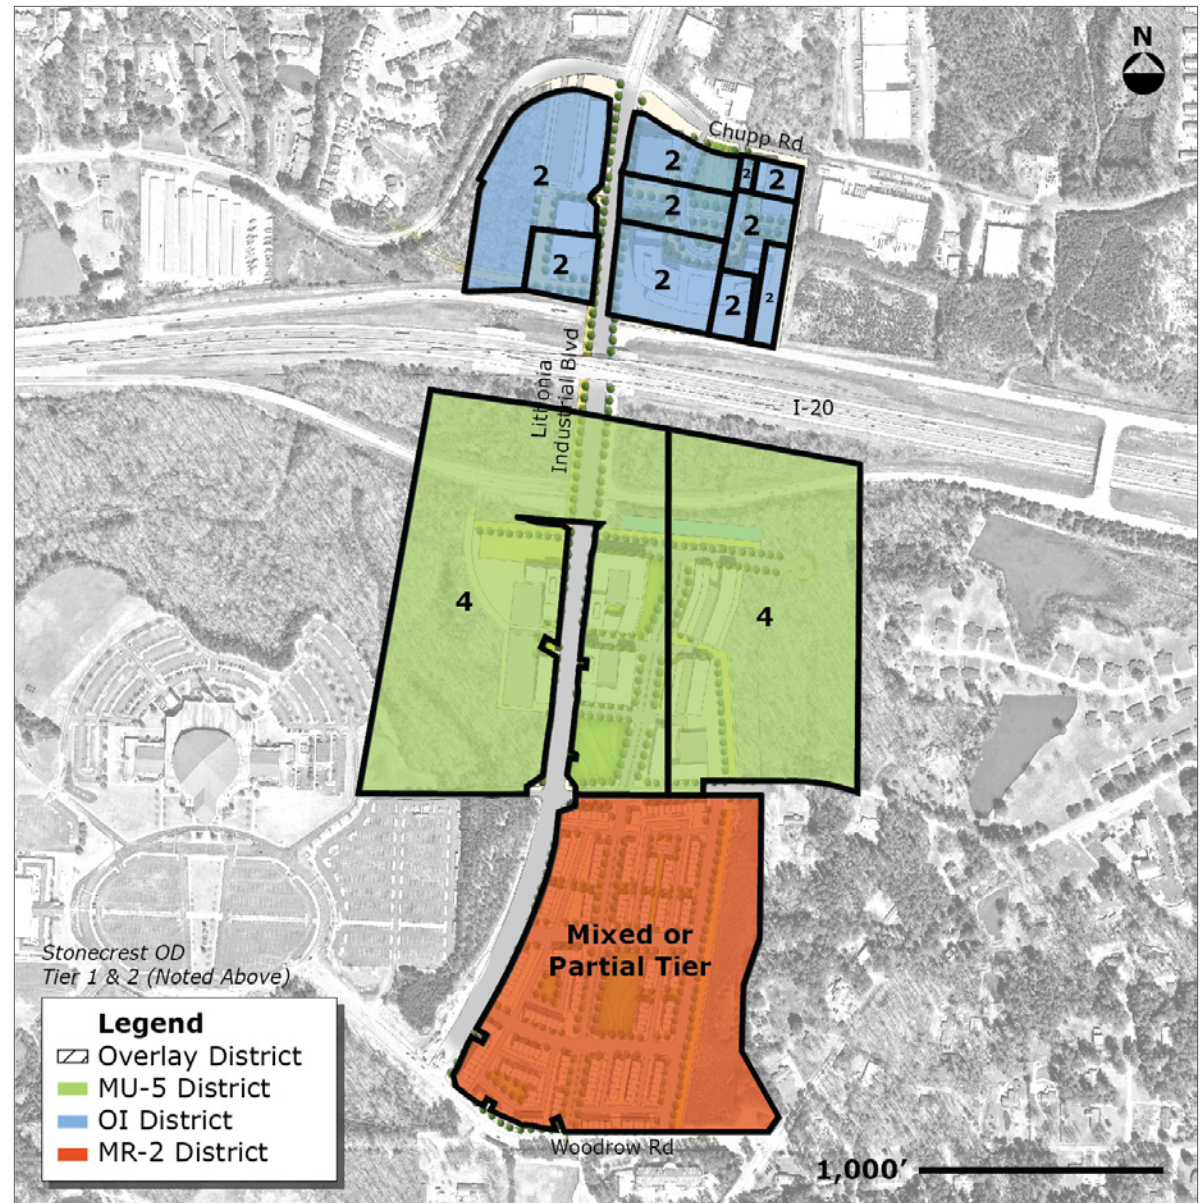 N
Chupp Rd
2
2
2
2
2
2
2
2
2
2
Lithonia
Industrial Blvd
I-20
4
4
Mixed or
Partial Tier
Stonecrest OD
Tier 1 & 2 (Noted Above)
Legend
Overlay District
MU-5 District
OI District
MR-2 District
Woodrow Rd
1,000’